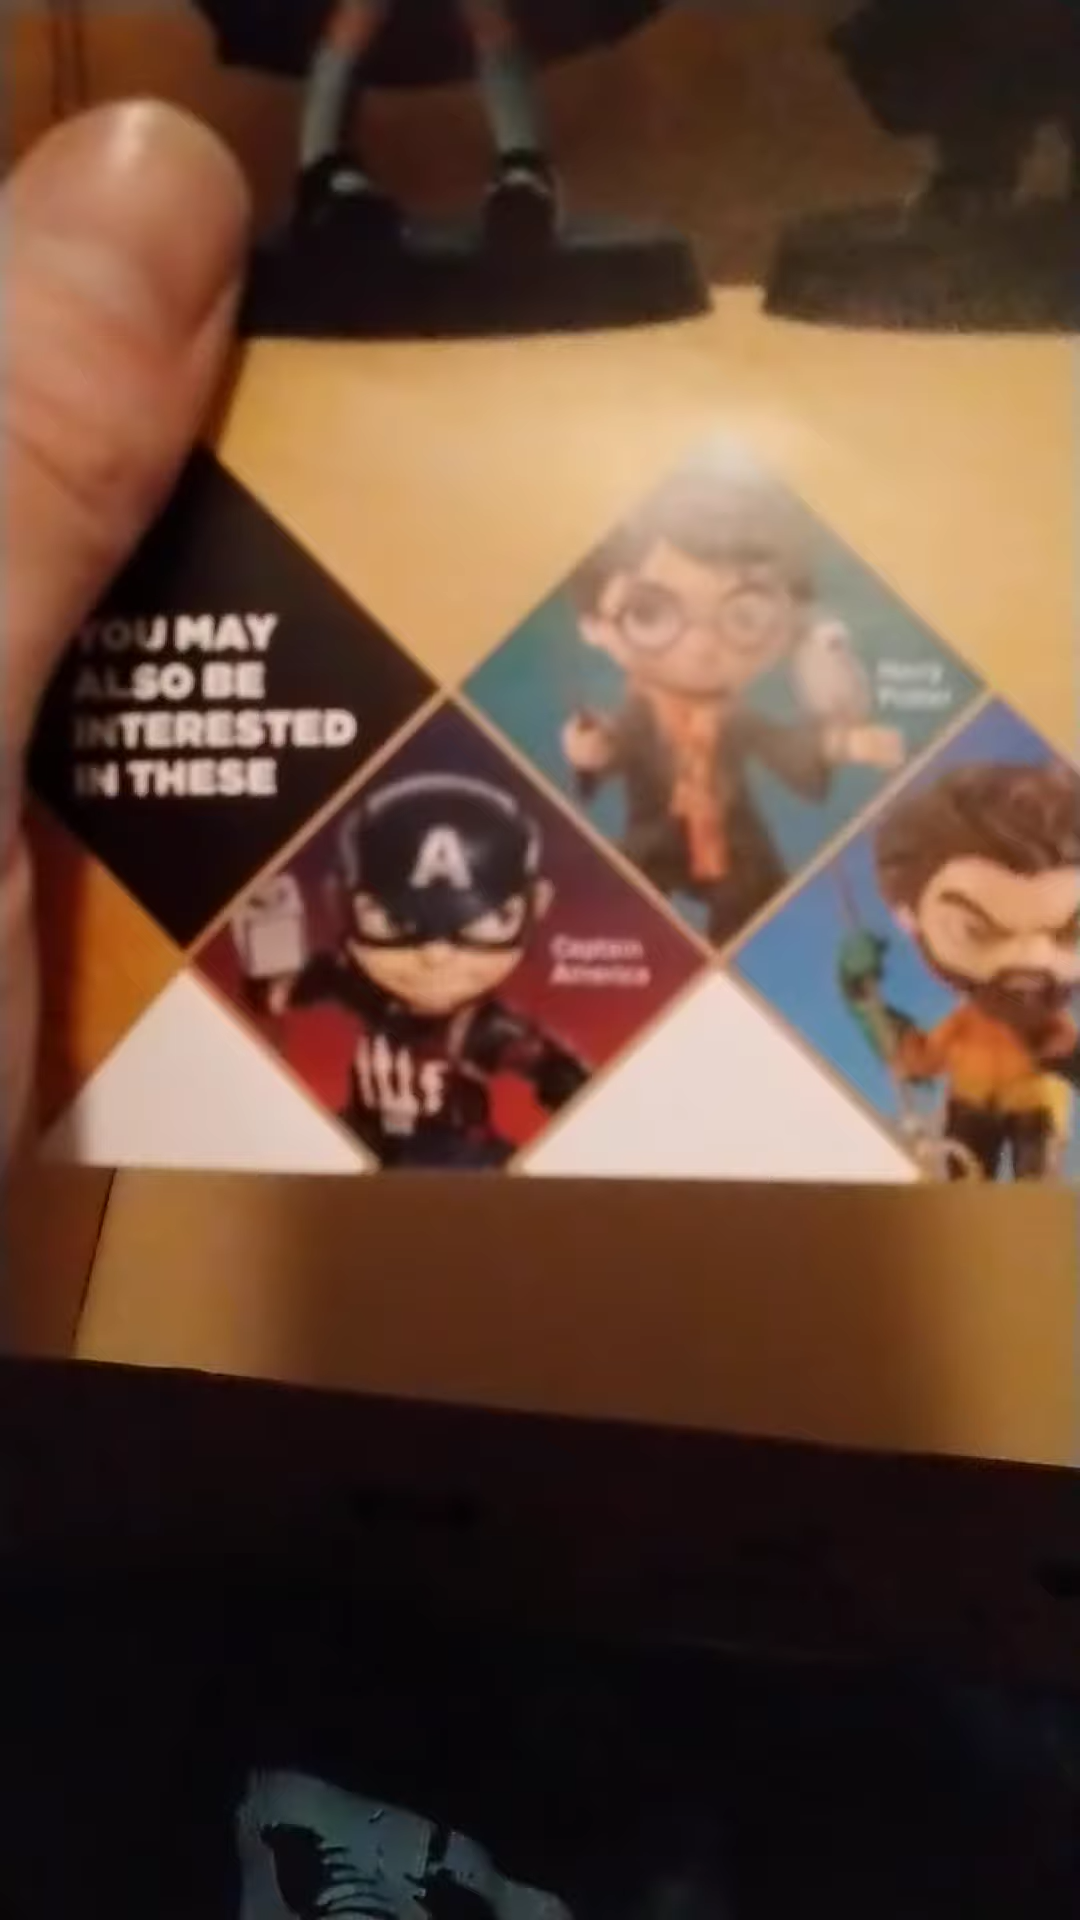 YOU MAY
ALSO BE
INTERESTED
IN THESE
Harry
Potter
A
Captain
America